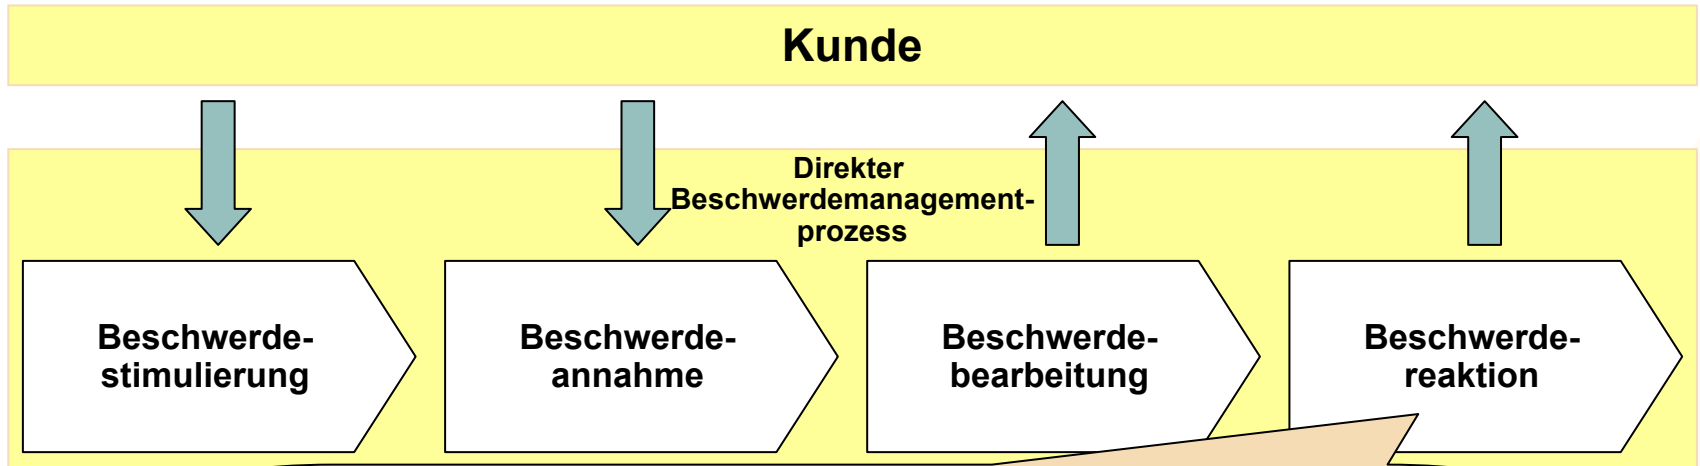 Kunde
Direkter
Beschwerdemanagement-
prozess
Beschwerde-
stimulierung
Beschwerde-
annahme
Beschwerde-
bearbeitung
Beschwerde-
reaktion